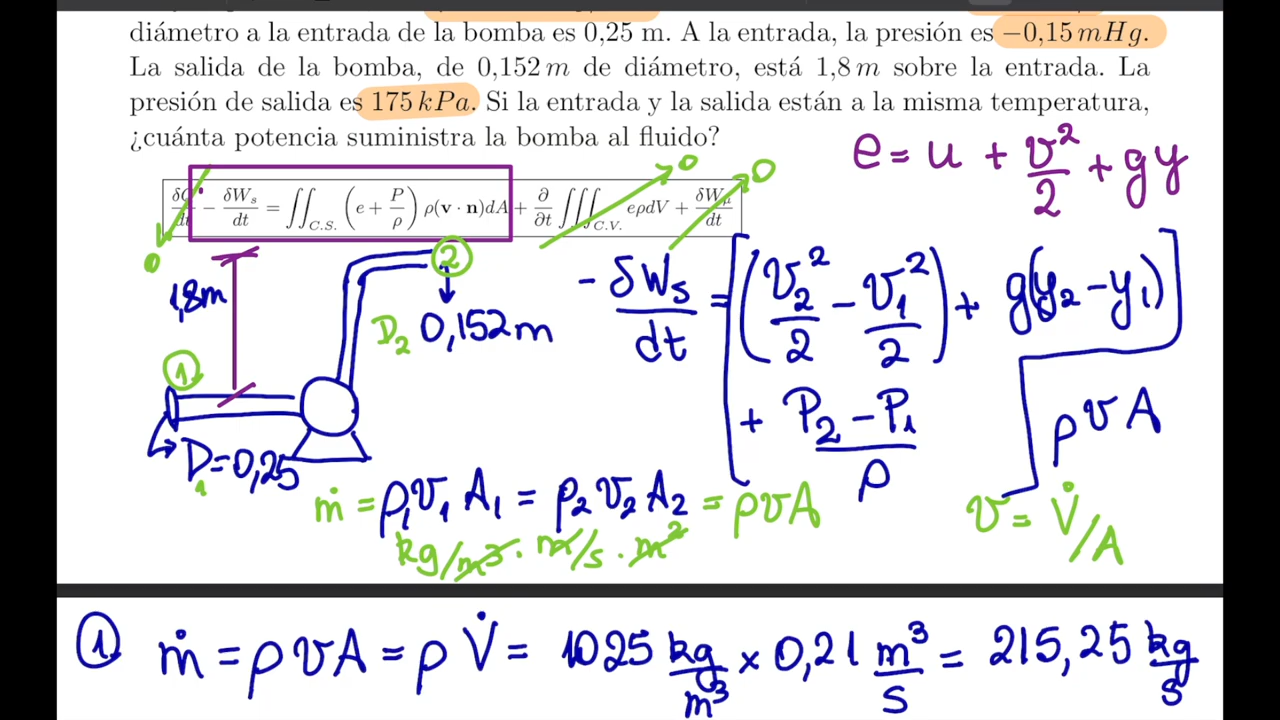 diámetro a la entrada de la bomba es 0,25 m. A la entrada, la presión es −0,15 mHg.
La salida de la bomba, de 0,152 m de diámetro, está 1,8 m sobre la entrada. La
presión de salida es 175 kPa. Si la entrada y la salida están a la misma temperatura,
¿cuánta potencia suministra la bomba al fluido?
e = u + v²/2 + gy
δQ/dt − δWs/dt = ∬C.S. (e + P/ρ) ρ(v · n)dA + ∂/∂t ∭C.V. eρdV + δWμ/dt
0 0 0
1,8m
② ①
D₂ 0,152m
D₁=0,25
−δWs/dt = [(v₂²/2 − v₁²/2) + g(y₂ − y₁)
+ P₂ − P₁/ρ] ρvA
ṁ = ρ₁v₁A₁ = ρ₂v₂A₂ = ρvA
kg/m³ · m/s · m²
v = V̇/A
① ṁ = ρvA = ρV̇ = 1025 kg/m³ × 0,21 m³/s = 215,25 kg/s